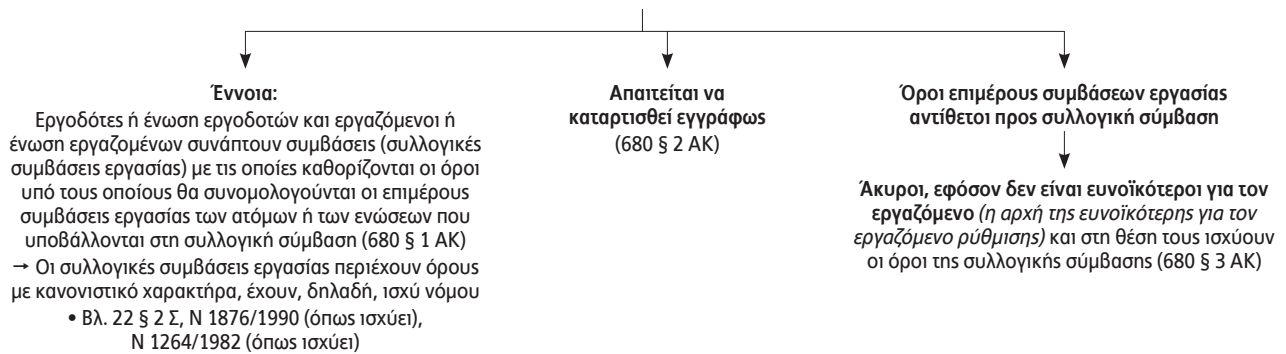 Έννοια:
Εργοδότες ή ένωση εργοδοτών και εργαζόμενοι ή
ένωση εργαζομένων συνάπτουν συμβάσεις (συλλογικές
συμβάσεις εργασίας) με τις οποίες καθορίζονται οι όροι
υπό τους οποίους θα συνομολογούνται οι επιμέρους
συμβάσεις εργασίας των ατόμων ή των ενώσεων που
υποβάλλονται στη συλλογική σύμβαση (680 § 1 ΑΚ)
→ Οι συλλογικές συμβάσεις εργασίας περιέχουν όρους
με κανονιστικό χαρακτήρα, έχουν, δηλαδή, ισχύ νόμου
• Βλ. 22 § 2 Σ, Ν 1876/1990 (όπως ισχύει),
Ν 1264/1982 (όπως ισχύει)
Απαιτείται να
καταρτισθεί εγγράφως
(680 § 2 ΑΚ)
Όροι επιμέρους συμβάσεων εργασίας
αντίθετοι προς συλλογική σύμβαση
Άκυροι, εφόσον δεν είναι ευνοϊκότεροι για τον
εργαζόμενο (η αρχή της ευνοϊκότερης για τον
εργαζόμενο ρύθμισης) και στη θέση τους ισχύουν
οι όροι της συλλογικής σύμβασης (680 § 3 ΑΚ)